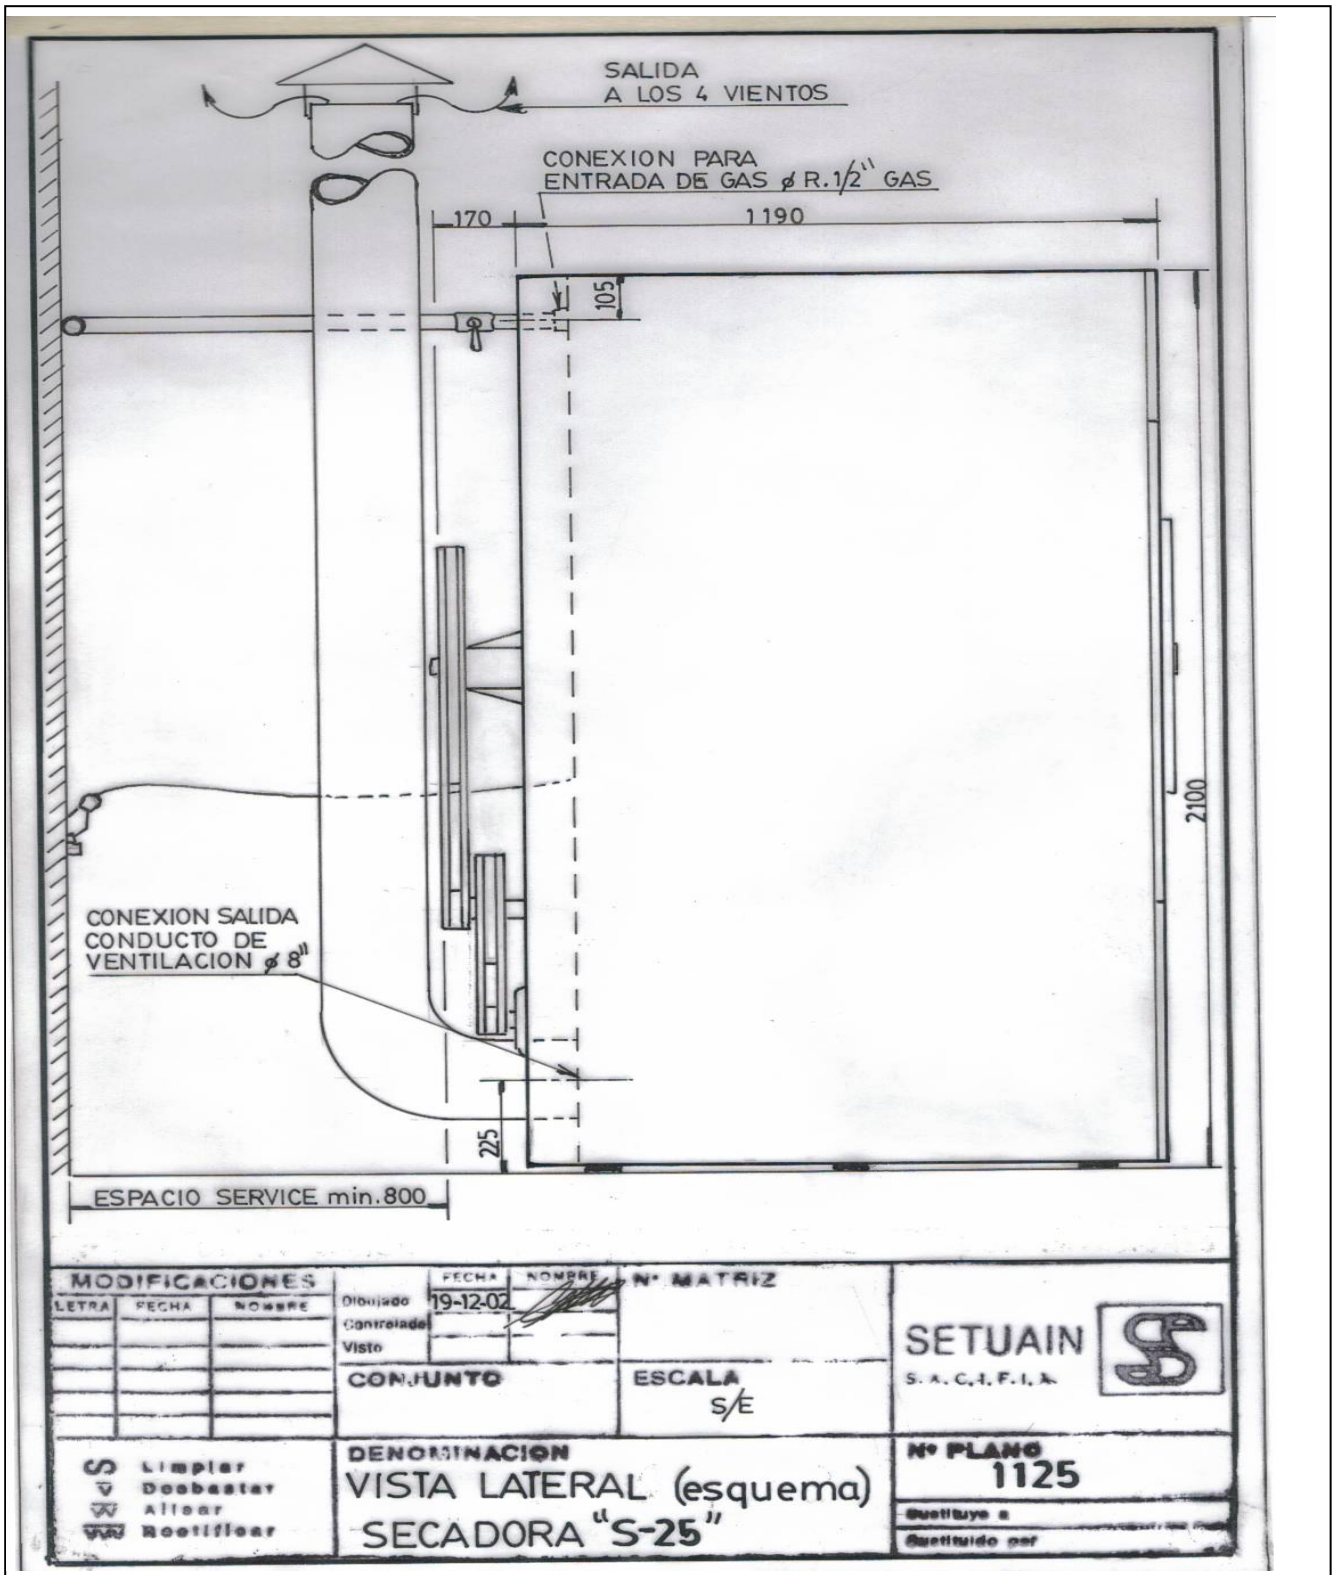 SALIDA
A LOS 4 VIENTOS
CONEXION PARA
ENTRADA DE GAS ø R.1/2" GAS
170
1190
105
2100
CONEXION SALIDA
CONDUCTO DE
VENTILACION ø 8"
225
ESPACIO SERVICE min.800
MODIFICACIONES
LETRA FECHA NOMBRE
FECHA NOMBRE
Dibujado 19-12-02
Controlado
Visto
Nº MATRIZ
CONJUNTO
ESCALA
S/E
SETUAIN
S. A. C. I. F. I. A.
Limpiar
Desbastar
Alisar
Rectificar
DENOMINACION
VISTA LATERAL (esquema)
SECADORA "S-25"
Nº PLANO
1125
Sustituye a
Sustituido por